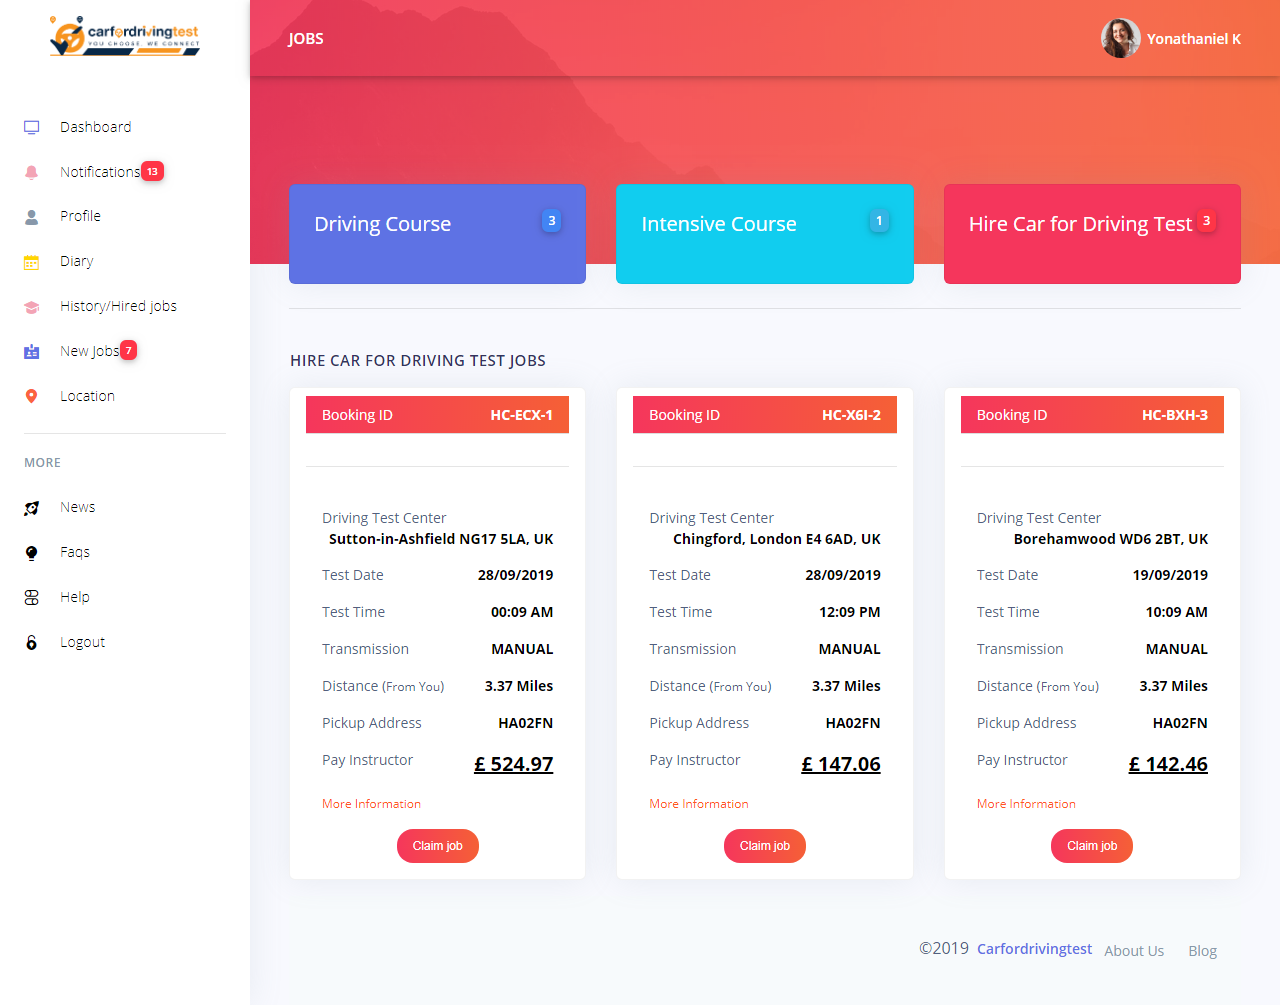 carfordrivingtest
YOU CHOOSE, WE CONNECT
JOBS
Yonathaniel K
Dashboard
Notifications 13
Profile
Diary
History/Hired jobs
New Jobs 7
Location
MORE
News
Faqs
Help
Logout
Driving Course 3
Intensive Course 1
Hire Car for Driving Test 3
HIRE CAR FOR DRIVING TEST JOBS
Booking ID HC-ECX-1
Driving Test Center
Sutton-in-Ashfield NG17 5LA, UK
Test Date 28/09/2019
Test Time 00:09 AM
Transmission MANUAL
Distance (From You) 3.37 Miles
Pickup Address HA02FN
Pay Instructor £ 524.97
More Information
Claim job
Booking ID HC-X6I-2
Driving Test Center
Chingford, London E4 6AD, UK
Test Date 28/09/2019
Test Time 12:09 PM
Transmission MANUAL
Distance (From You) 3.37 Miles
Pickup Address HA02FN
Pay Instructor £ 147.06
More Information
Claim job
Booking ID HC-BXH-3
Driving Test Center
Borehamwood WD6 2BT, UK
Test Date 19/09/2019
Test Time 10:09 AM
Transmission MANUAL
Distance (From You) 3.37 Miles
Pickup Address HA02FN
Pay Instructor £ 142.46
More Information
Claim job
©2019 Carfordrivingtest About Us Blog